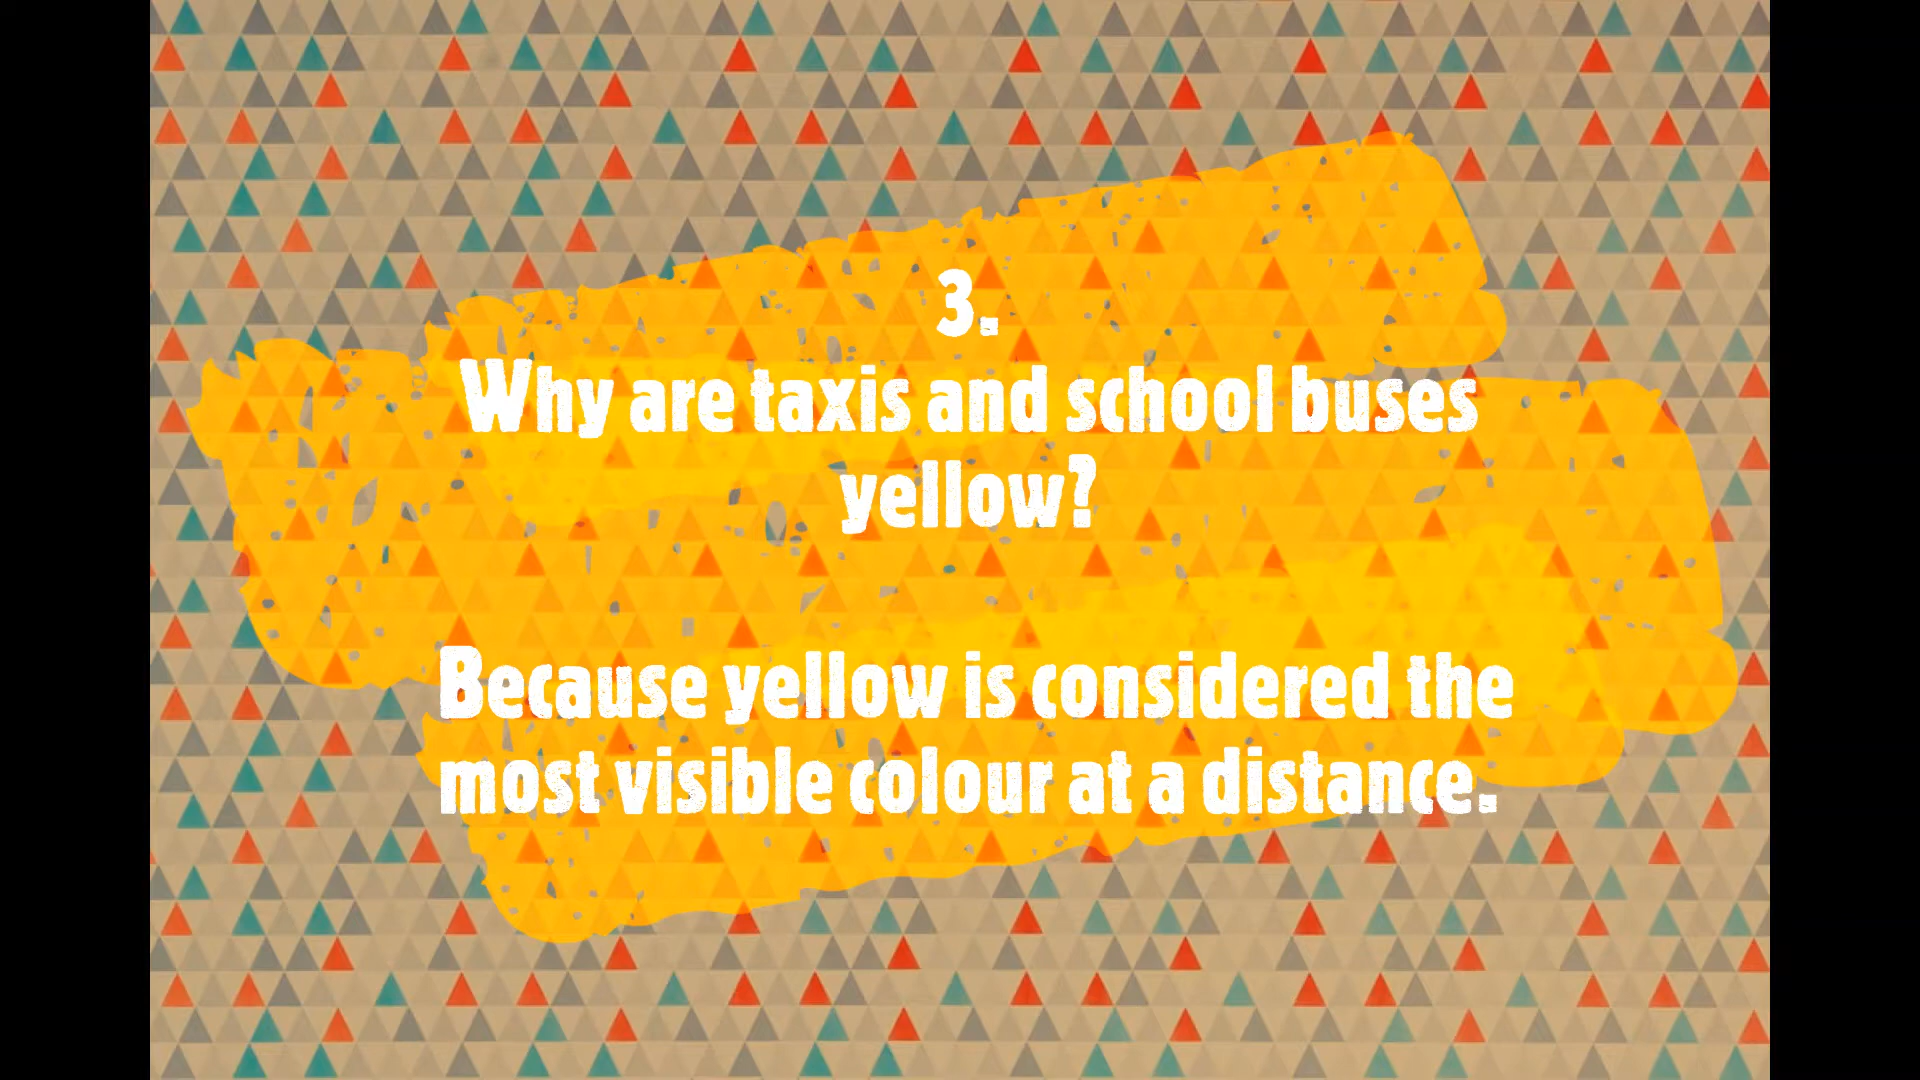 3.
Why are taxis and school buses
yellow?
Because yellow is considered the
most visible colour at a distance.